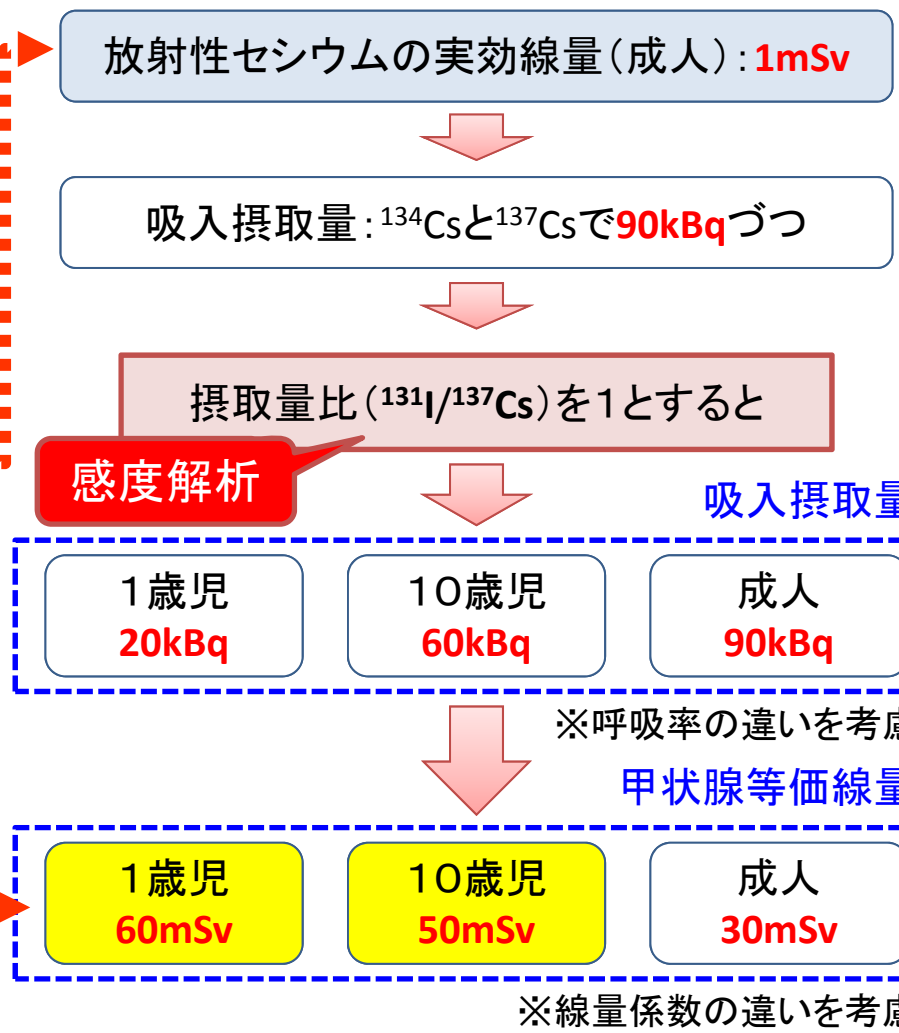 放射性セシウムの実効線量（成人）：1mSv
吸入摂取量：¹³⁴Csと¹³⁷Csで90kBqづつ
摂取量比（¹³¹I/¹³⁷Cs）を１とすると
感度解析
吸入摂取量
１歳児
20kBq
１０歳児
60kBq
成人
90kBq
※呼吸率の違いを考慮
甲状腺等価線量
１歳児
60mSv
１０歳児
50mSv
成人
30mSv
※線量係数の違いを考慮